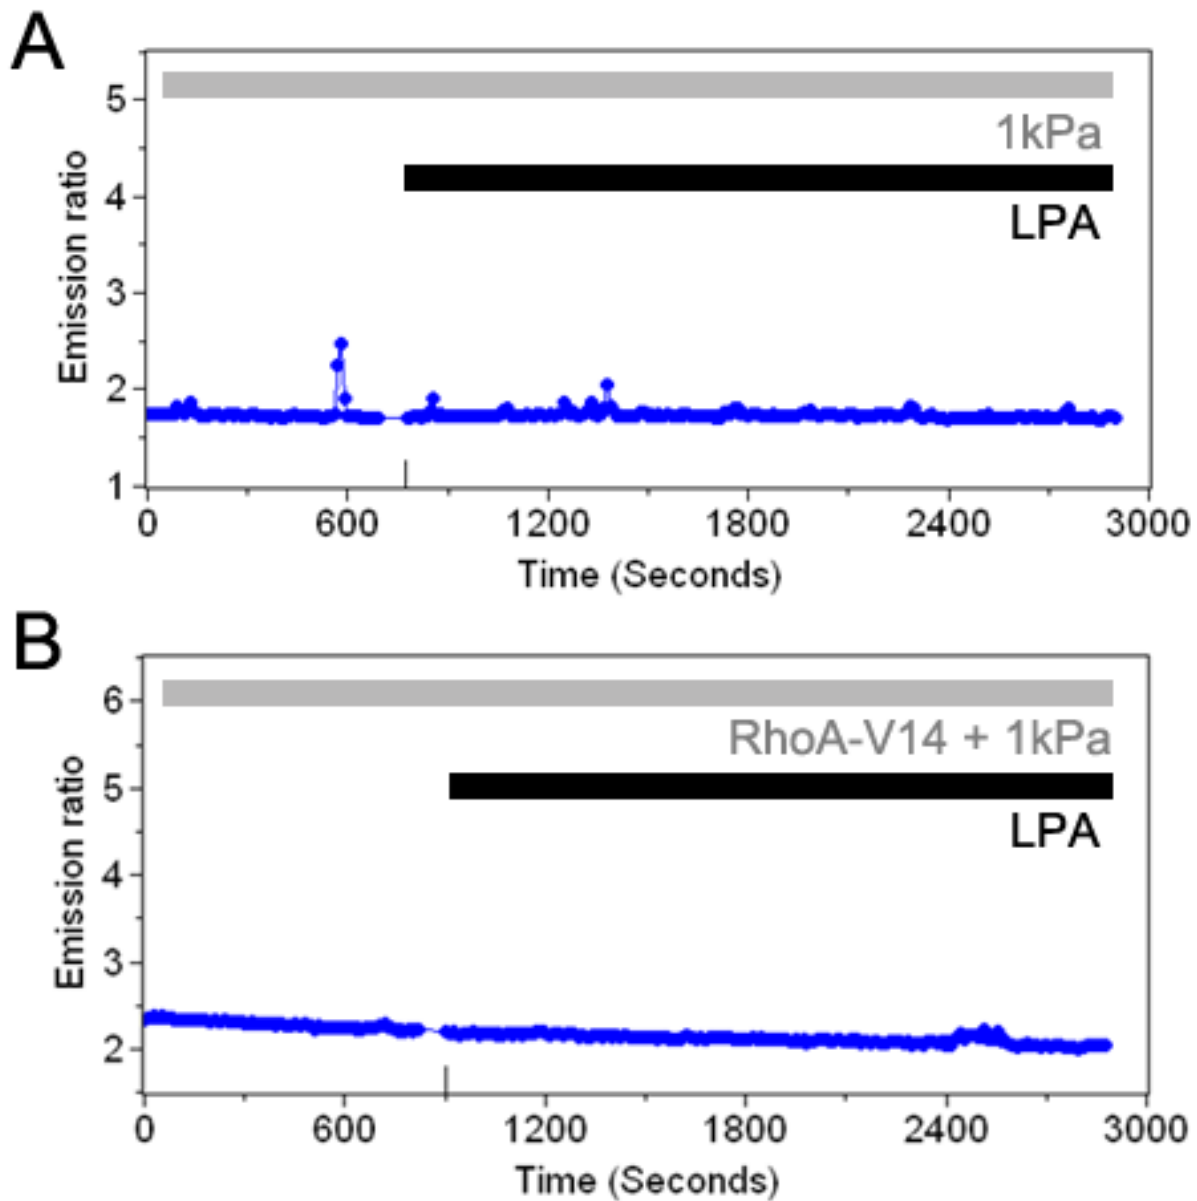 A
Emission ratio
5
4
3
2
1
1kPa
LPA
0 600 1200 1800 2400 3000
Time (Seconds)
B
Emission ratio
6
5
4
3
2
RhoA-V14 + 1kPa
LPA
0 600 1200 1800 2400 3000
Time (Seconds)